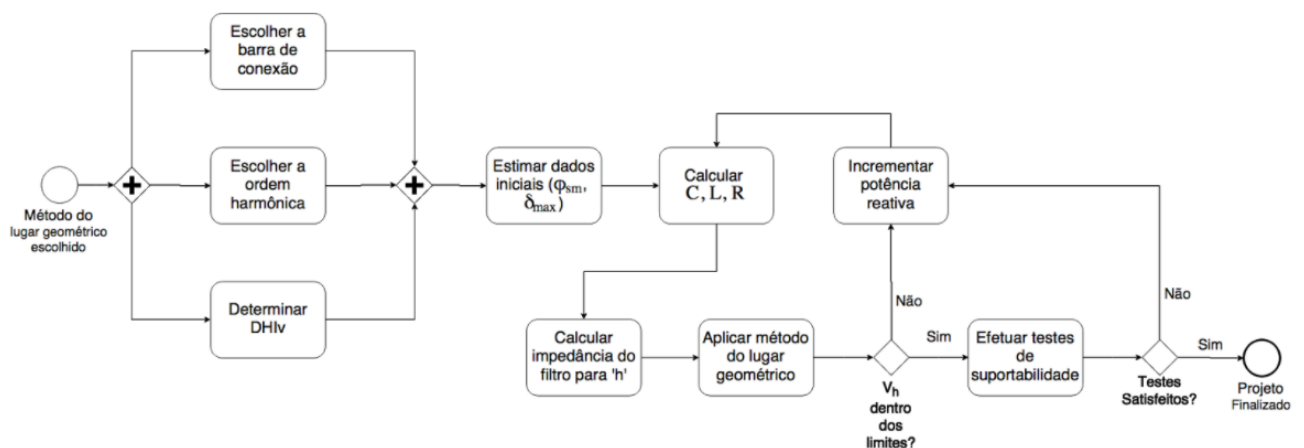 Método do
lugar geométrico
escolhido
Escolher a
barra de
conexão
Escolher a
ordem
harmônica
Determinar
DHIv
Estimar dados
iniciais (φsm,
δmax)
Calcular
C, L, R
Incrementar
potência
reativa
Calcular
impedância do
filtro para 'h'
Aplicar método
do lugar
geométrico
Vh
dentro
dos
limites?
Não
Sim
Efetuar testes
de
suportabilidade
Testes
Satisfeitos?
Não
Sim
Projeto
Finalizado